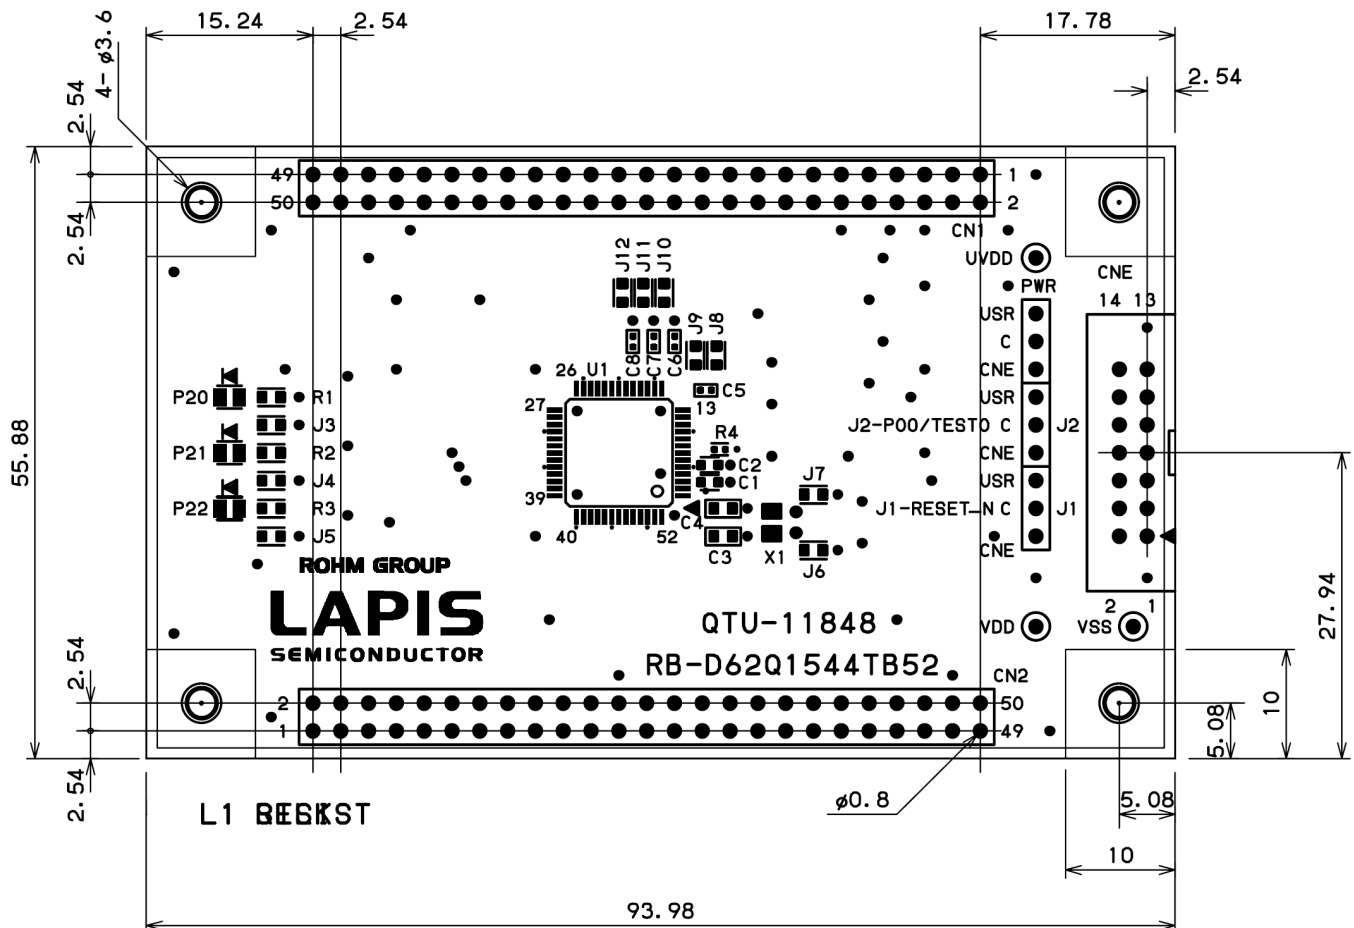 15.24
2.54
17.78
4-ø3.6
2.54
2.54
2.54
49
1
50
2
CN1
J12
J11
J10
UVDD
CNE
PWR
14 13
USR
J9
J8
C
C8
C7
C6
CNE
26
U1
P20
R1
27
13
C5
USR
J3
J2-P00/TEST0 C
J2
P21
R2
R4
CNE
C2
J4
C1
J7
USR
39
P22
R3
C4
J1-RESET_N C
J1
55.88
J5
40
52
C3
X1
J6
CNE
ROHM GROUP
LAPIS
SEMICONDUCTOR
QTU-11848
RB-D62Q1544TB52
2
1
VDD
VSS
27.94
2.54
CN2
2
50
1
49
10
5.08
2.54
L1
ø0.8
5.08
10
93.98